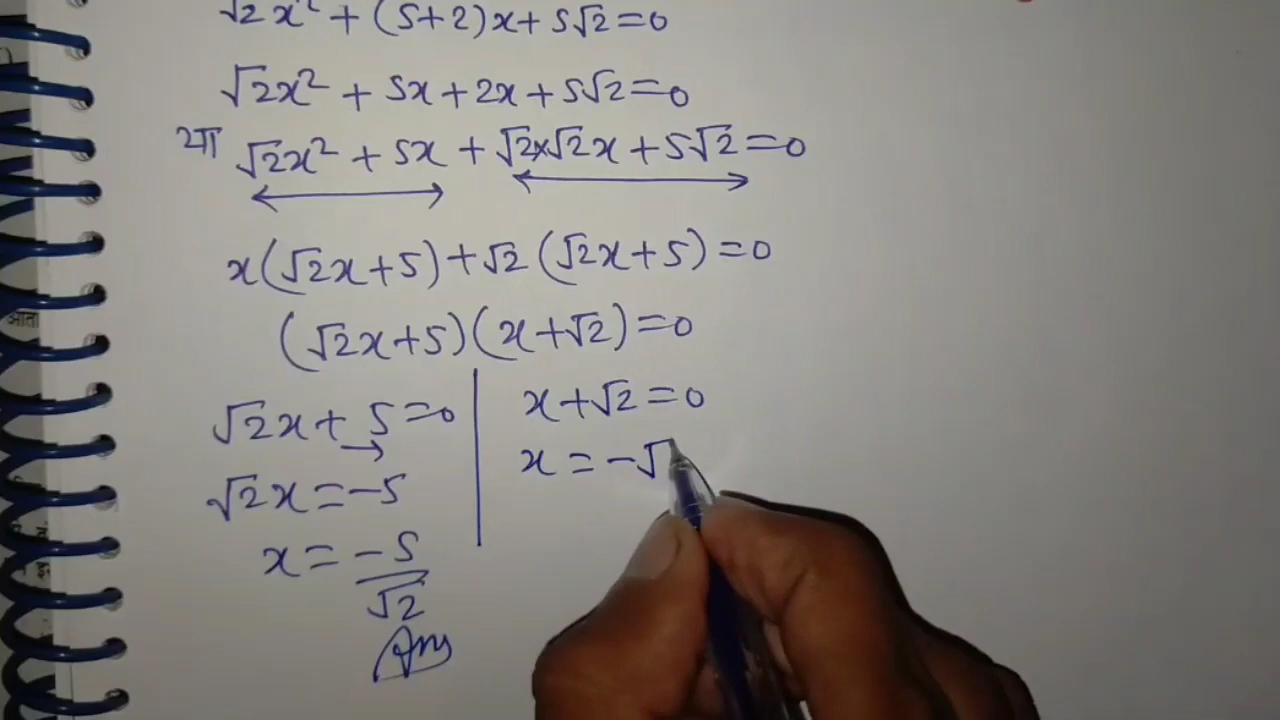 √2x² + (5+2)x + 5√2 = 0
√2x² + 5x + 2x + 5√2 = 0
या √2x² + 5x + √2×√2x + 5√2 = 0
x(√2x+5) + √2(√2x+5) = 0
(√2x+5)(x+√2) = 0
√2x + 5 = 0
√2x = -5
x = -5/√2
Ans
x+√2 = 0
x = -√